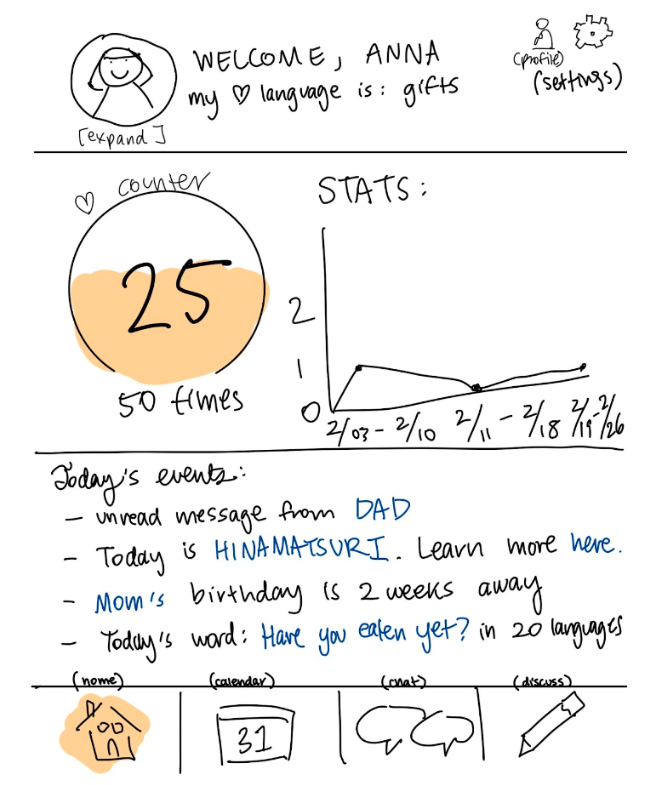 WELCOME, ANNA
my ♡ language is: gifts
(profile)
(settings)
[expand]
♡ counter
25
50 times
STATS:
2
1
0
2/03 - 2/10 2/11 - 2/18 2/19 - 2/26
Today's events:
- unread message from DAD
- Today is HINAMATSURI. Learn more here.
- Mom's birthday is 2 weeks away
- Today's word: Have you eaten yet? in 20 languages
(home) (calendar) (chat) (discuss)
31